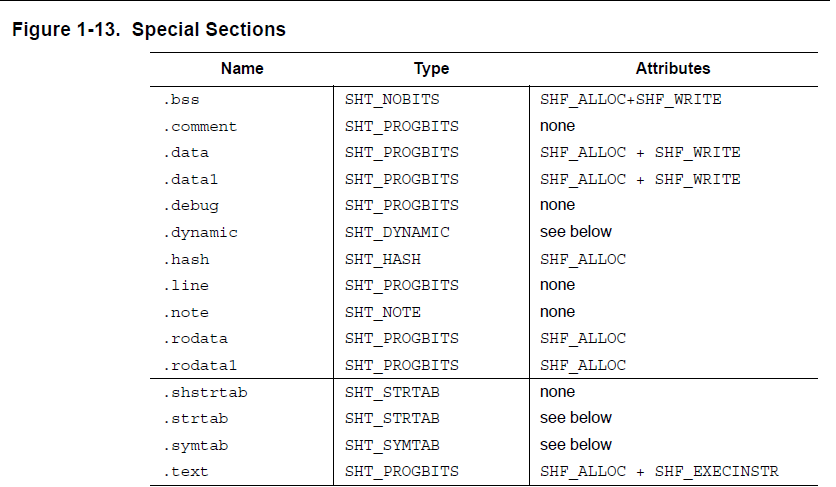 Figure 1-13. Special Sections
Name Type Attributes
.bss SHT_NOBITS SHF_ALLOC+SHF_WRITE
.comment SHT_PROGBITS none
.data SHT_PROGBITS SHF_ALLOC + SHF_WRITE
.data1 SHT_PROGBITS SHF_ALLOC + SHF_WRITE
.debug SHT_PROGBITS none
.dynamic SHT_DYNAMIC see below
.hash SHT_HASH SHF_ALLOC
.line SHT_PROGBITS none
.note SHT_NOTE none
.rodata SHT_PROGBITS SHF_ALLOC
.rodata1 SHT_PROGBITS SHF_ALLOC
.shstrtab SHT_STRTAB none
.strtab SHT_STRTAB see below
.symtab SHT_SYMTAB see below
.text SHT_PROGBITS SHF_ALLOC + SHF_EXECINSTR